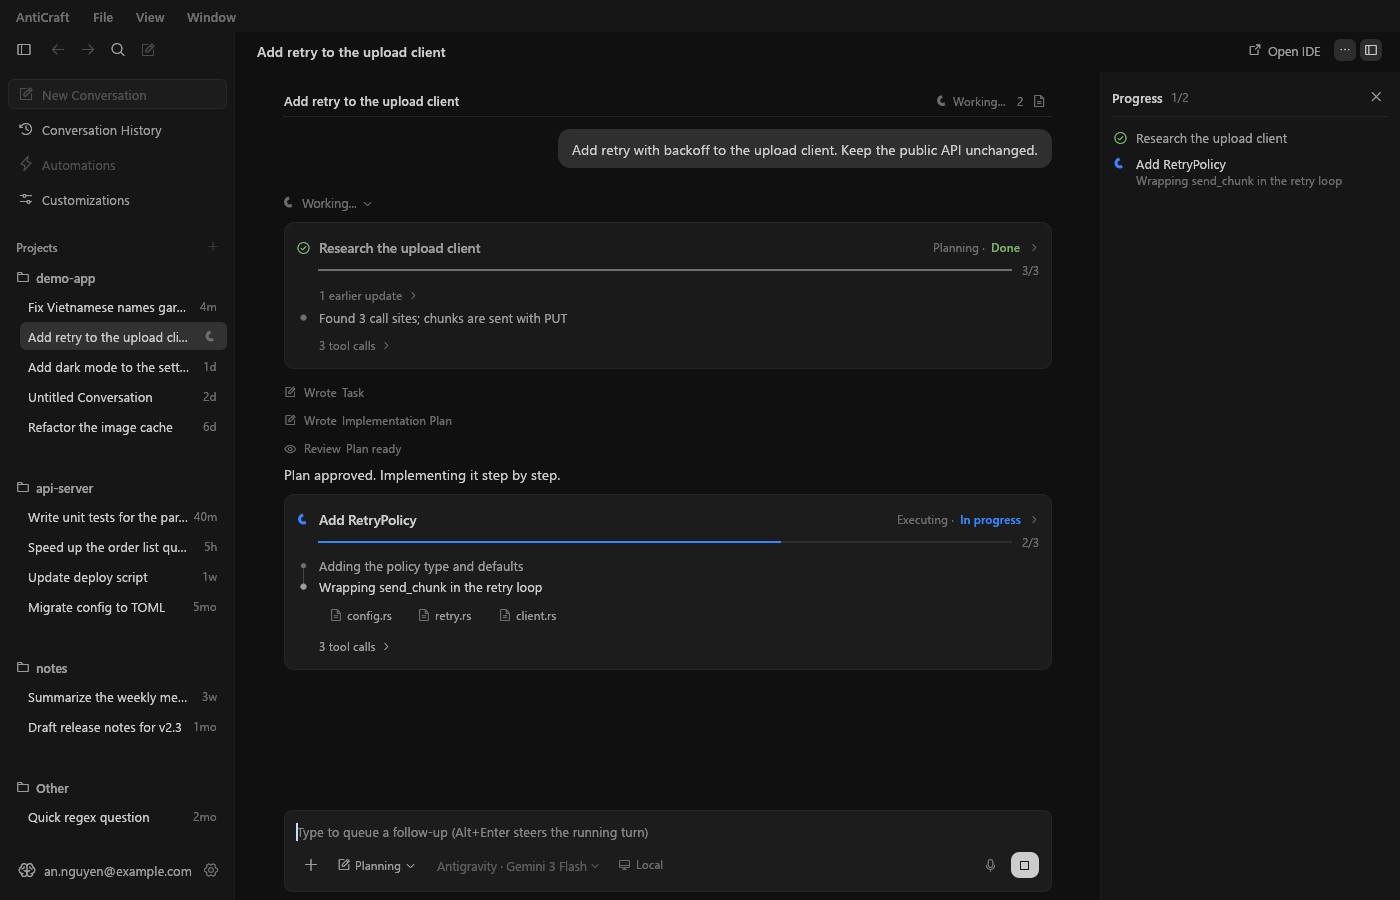 AntiCraft File View Window
New Conversation
Conversation History
Automations
Customizations
Projects
demo-app
Fix Vietnamese names gar... 4m
Add retry to the upload cli...
Add dark mode to the sett... 1d
Untitled Conversation 2d
Refactor the image cache 6d
api-server
Write unit tests for the par... 40m
Speed up the order list qu... 5h
Update deploy script 1w
Migrate config to TOML 5mo
notes
Summarize the weekly me... 3w
Draft release notes for v2.3 1mo
Other
Quick regex question 2mo
an.nguyen@example.com
Add retry to the upload client
Open IDE
Add retry to the upload client
Working... 2
Add retry with backoff to the upload client. Keep the public API unchanged.
Working...
Research the upload client Planning · Done
3/3
1 earlier update
Found 3 call sites; chunks are sent with PUT
3 tool calls
Wrote Task
Wrote Implementation Plan
Review Plan ready
Plan approved. Implementing it step by step.
Add RetryPolicy Executing · In progress
2/3
Adding the policy type and defaults
Wrapping send_chunk in the retry loop
config.rs retry.rs client.rs
3 tool calls
Type to queue a follow-up (Alt+Enter steers the running turn)
Planning Antigravity · Gemini 3 Flash Local
Progress 1/2
Research the upload client
Add RetryPolicy
Wrapping send_chunk in the retry loop